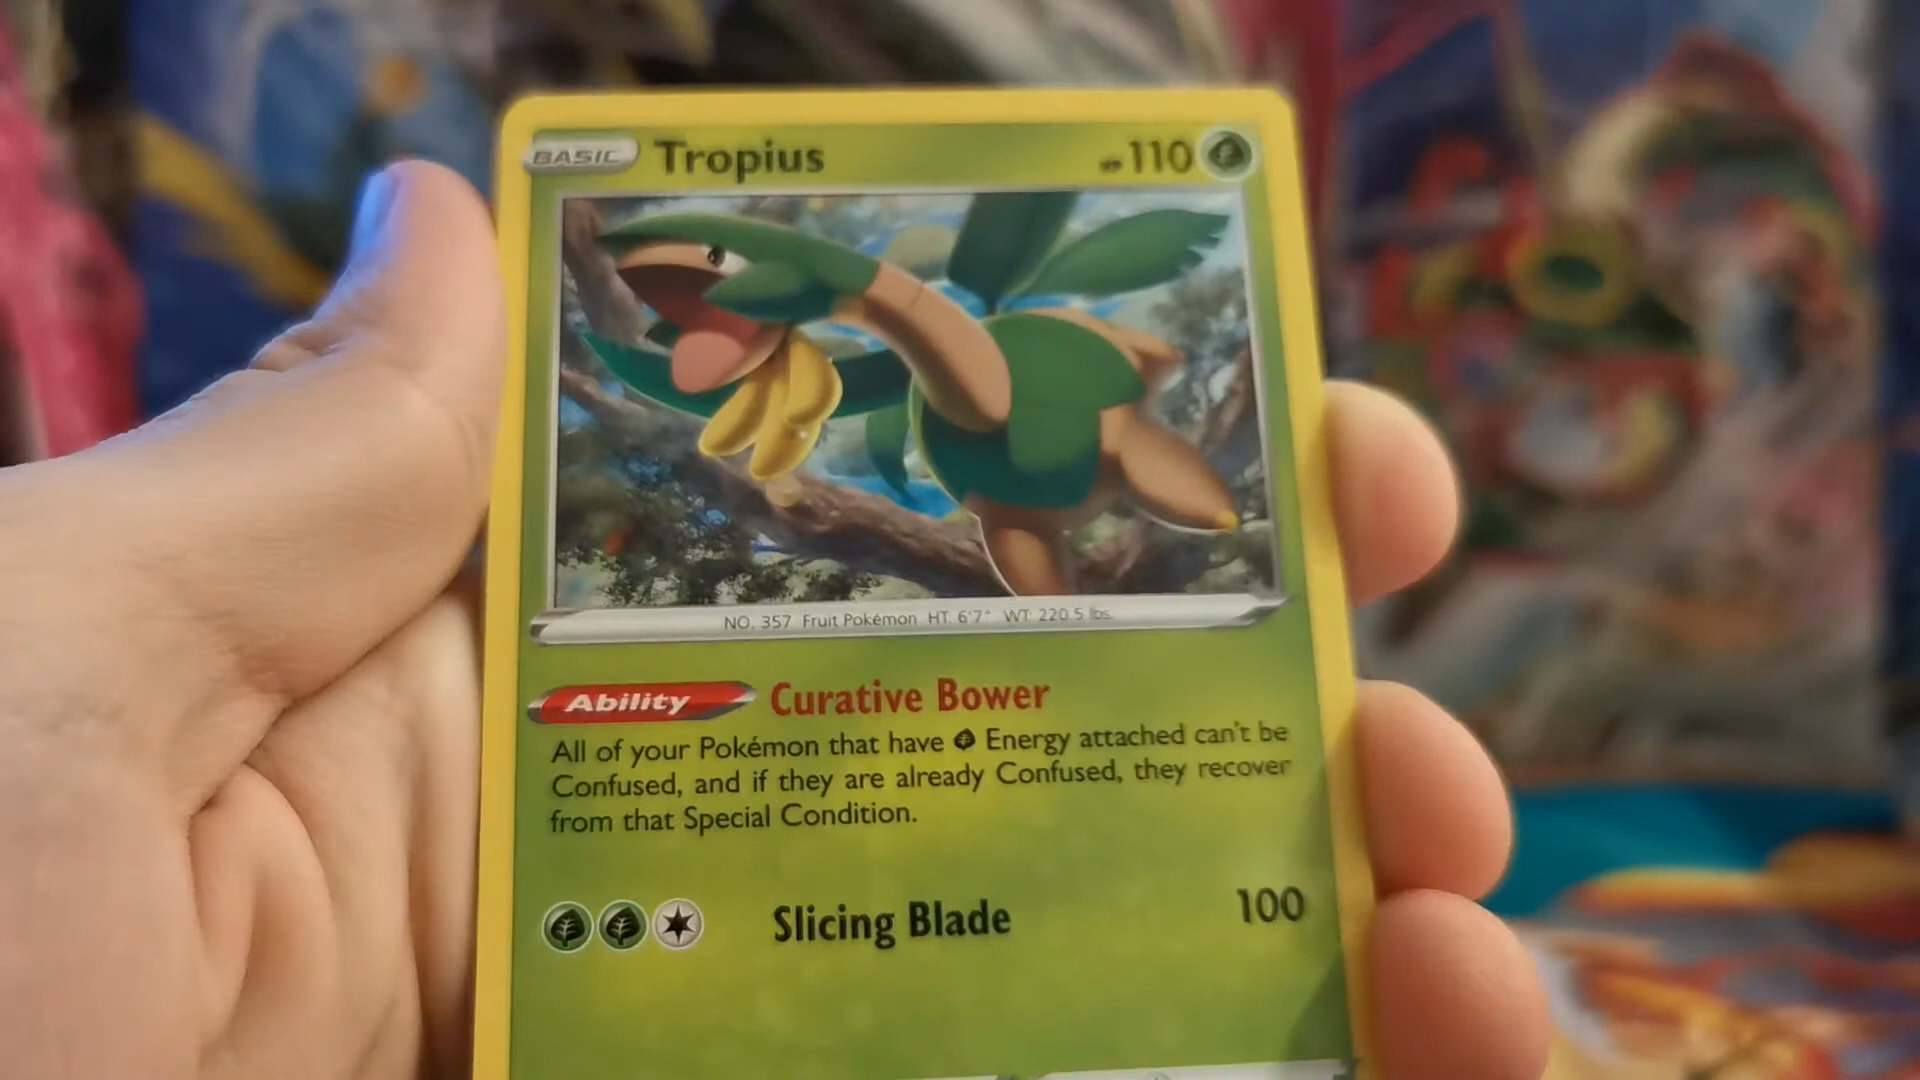 BASIC Tropius HP 110
NO. 357 Fruit Pokémon HT. 6'7" WT. 220.5 lbs.
Ability Curative Bower
All of your Pokémon that have Energy attached can't be
Confused, and if they are already Confused, they recover
from that Special Condition.
Slicing Blade 100